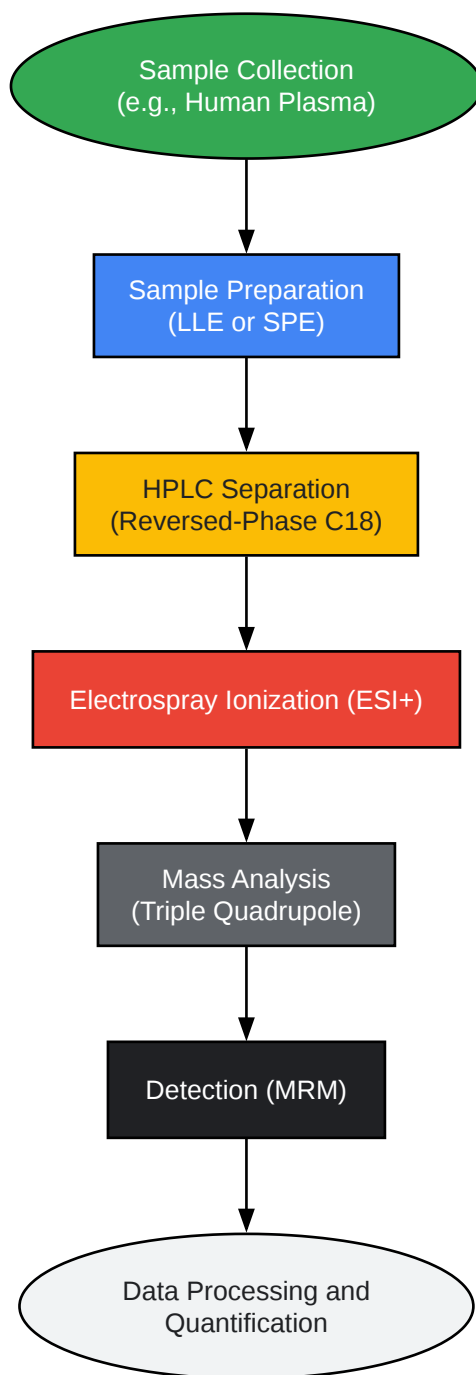 Sample Collection
(e.g., Human Plasma)
Sample Preparation
(LLE or SPE)
HPLC Separation
(Reversed-Phase C18)
Electrospray Ionization (ESI+)
Mass Analysis
(Triple Quadrupole)
Detection (MRM)
Data Processing and
Quantification